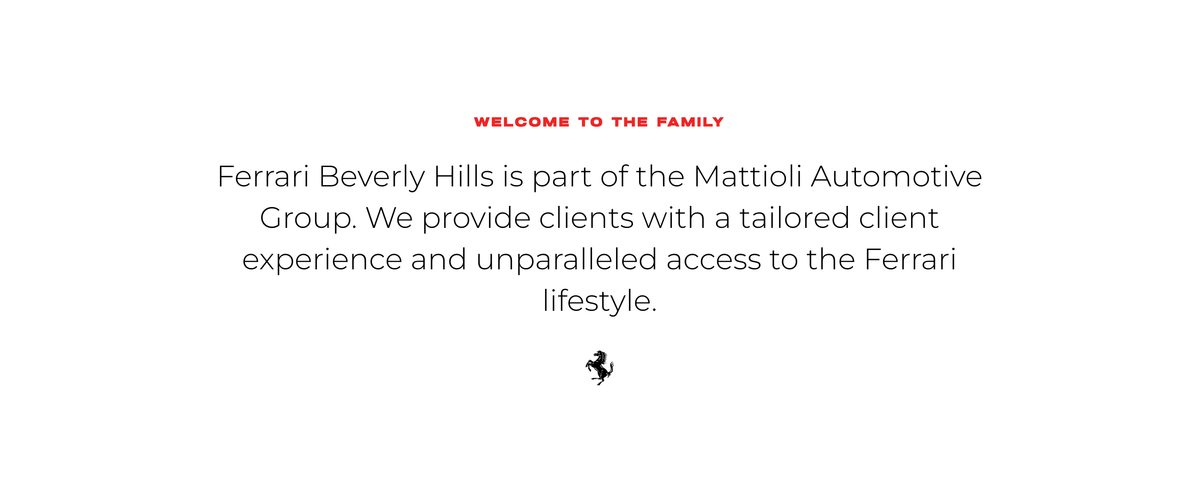 WELCOME TO THE FAMILY
Ferrari Beverly Hills is part of the Mattioli Automotive
Group. We provide clients with a tailored client
experience and unparalleled access to the Ferrari
lifestyle.